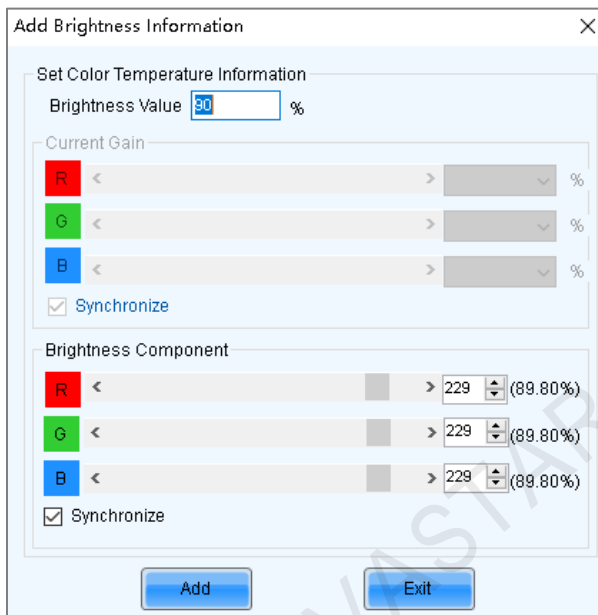 Add Brightness Information
Set Color Temperature Information
Brightness Value 90 %
Current Gain
R %
G %
B %
Synchronize
Brightness Component
R 229 (89.80%)
G 229 (89.80%)
B 229 (89.80%)
Synchronize
Add Exit
VASTAR